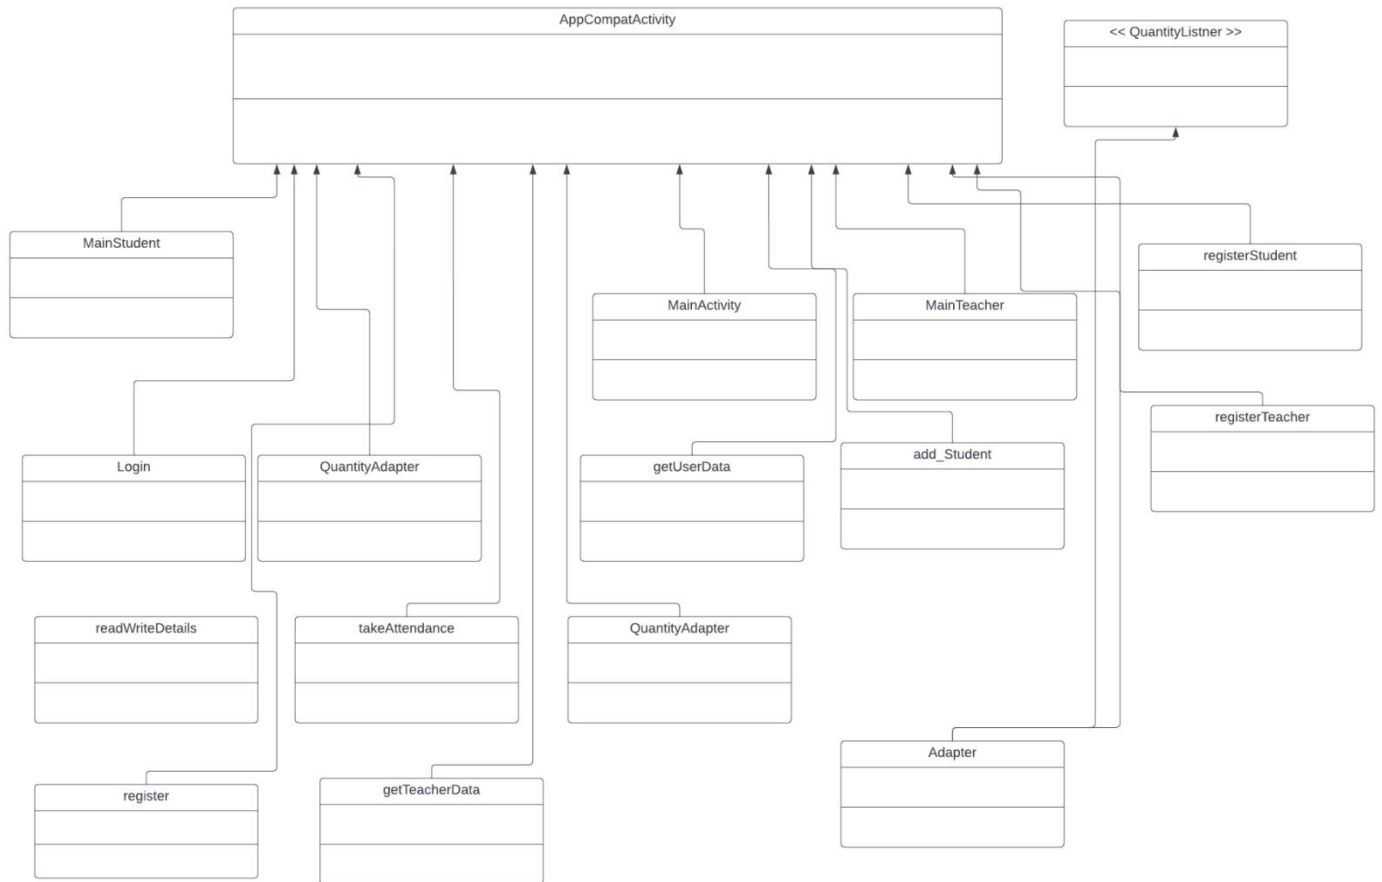 AppCompatActivity
<< QuantityListner >>
MainStudent
registerStudent
MainActivity
MainTeacher
registerTeacher
Login
QuantityAdapter
getUserData
add_Student
readWriteDetails
takeAttendance
QuantityAdapter
Adapter
register
getTeacherData